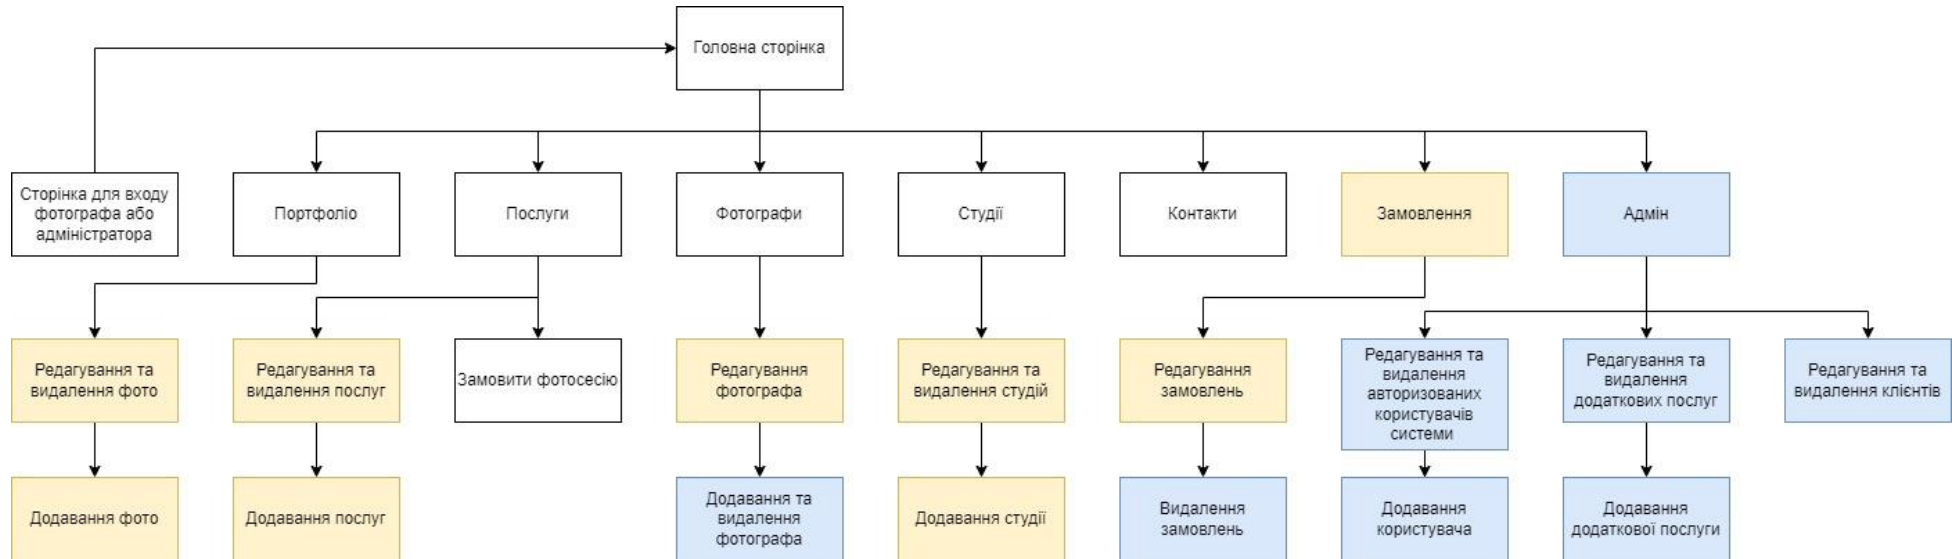 Головна сторінка
Сторінка для входу
фотографа або
адміністратора
Портфоліо
Послуги
Фотографи
Студії
Контакти
Замовлення
Адмін
Редагування та
видалення фото
Редагування та
видалення послуг
Замовити фотосесію
Редагування
фотографа
Редагування та
видалення студій
Редагування
замовлень
Редагування та
видалення
авторизованих
користувачів
системи
Редагування та
видалення
додаткових послуг
Редагування та
видалення клієнтів
Додавання фото
Додавання послуг
Додавання та
видалення
фотографа
Додавання студії
Видалення
замовлень
Додавання
користувача
Додавання
додаткової послуги